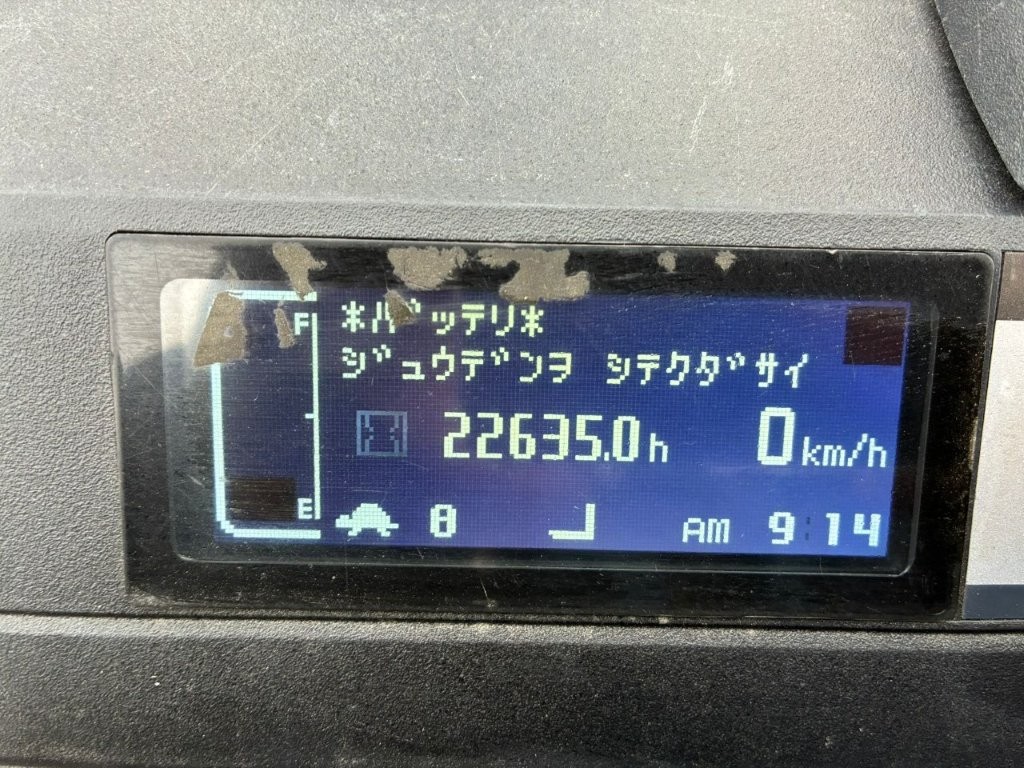 F
*バッテリ*
ジュウデンヲ シテクダサイ
22635.0h 0km/h
E 0 AM 9:14